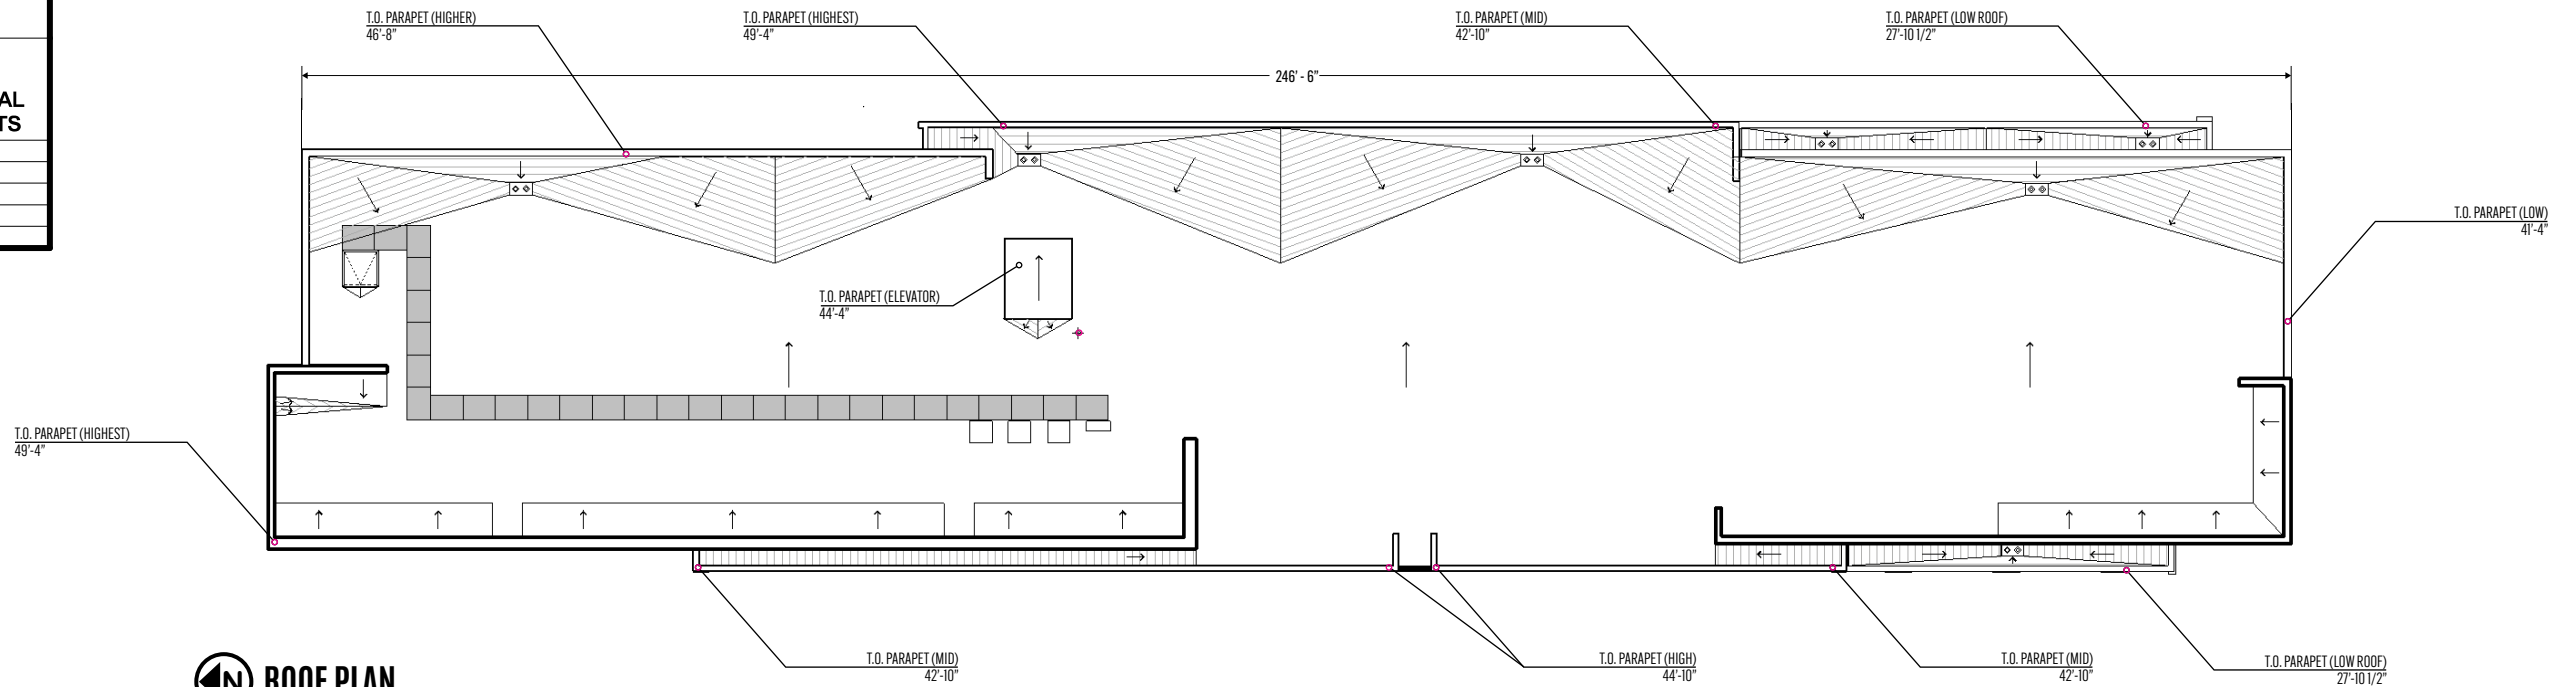 T.O. PARAPET (HIGHER)
46'-8"
T.O. PARAPET (HIGHEST)
49'-4"
T.O. PARAPET (MID)
42'-10"
T.O. PARAPET (LOW ROOF)
27'-10 1/2"
246' - 6"
AL
TS
T.O. PARAPET (LOW)
41'-4"
T.O. PARAPET (ELEVATOR)
44'-4"
T.O. PARAPET (HIGHEST)
49'-4"
T.O. PARAPET (MID)
42'-10"
T.O. PARAPET (HIGH)
44'-10"
T.O. PARAPET (MID)
42'-10"
T.O. PARAPET (LOW ROOF)
27'-10 1/2"
N ROOF PLAN